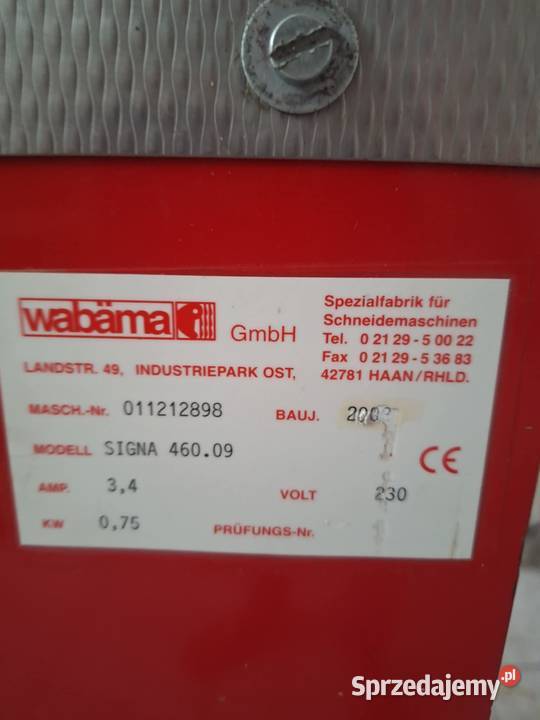 wabäma GmbH
Spezialfabrik für
Schneidemaschinen
Tel. 0 21 29 - 5 00 22
Fax 0 21 29 - 5 36 83
LANDSTR. 49, INDUSTRIEPARK OST, 42781 HAAN/RHLD.
MASCH.-Nr. 011212898 BAUJ.
MODELL SIGNA 460.09 CE
AMP. 3,4 VOLT 230
KW 0,75 PRÜFUNGS-Nr.
Sprzedajemy.pl